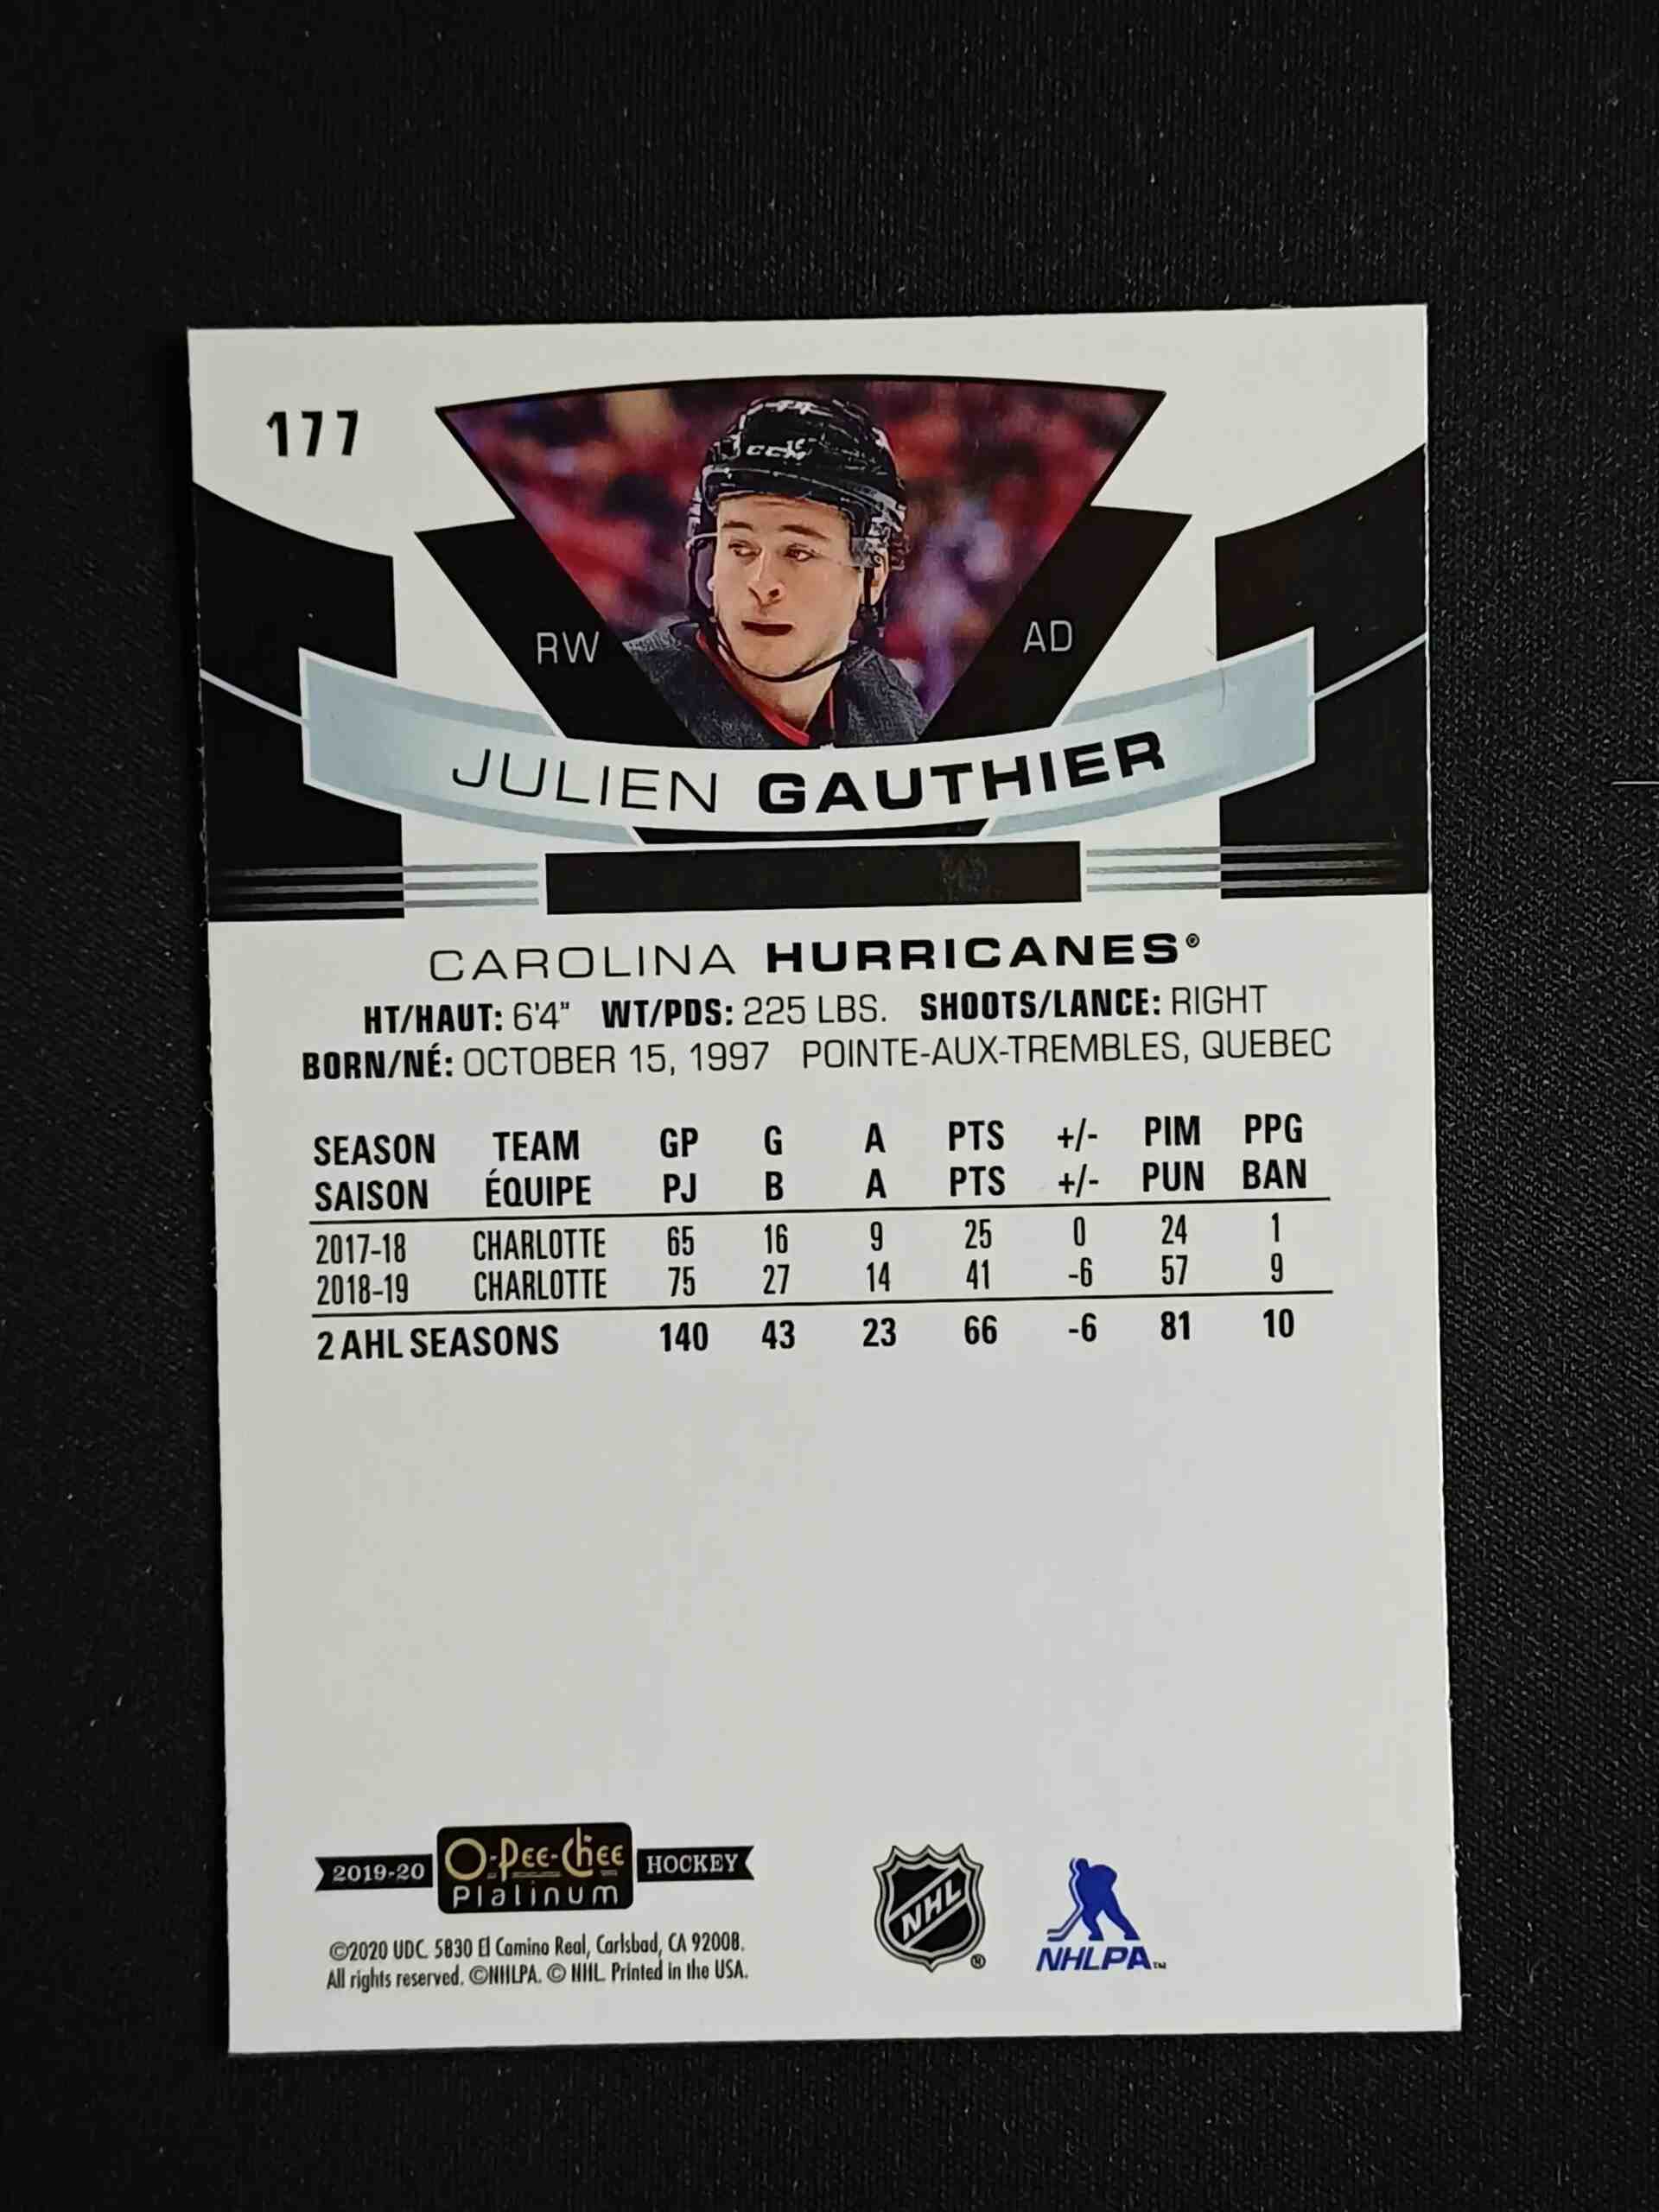 177
CCM
RW AD
JULIEN GAUTHIER
CAROLINA HURRICANES®
HT/HAUT: 6'4" WT/PDS: 225 LBS. SHOOTS/LANCE: RIGHT
BORN/NÉ: OCTOBER 15, 1997 POINTE-AUX-TREMBLES, QUEBEC
SEASON TEAM GP G A PTS +/- PIM PPG
SAISON ÉQUIPE PJ B A PTS +/- PUN BAN
2017-18 CHARLOTTE 65 16 9 25 0 24 1
2018-19 CHARLOTTE 75 27 14 41 -6 57 9
2 AHL SEASONS 140 43 23 66 -6 81 10
2019-20 O-Pee-Chee HOCKEY
Platinum
©2020 UDC. 5830 El Camino Real, Carlsbad, CA 92008.
All rights reserved. ©NHLPA. © NHL. Printed in the USA.
NHL ®
NHLPA™